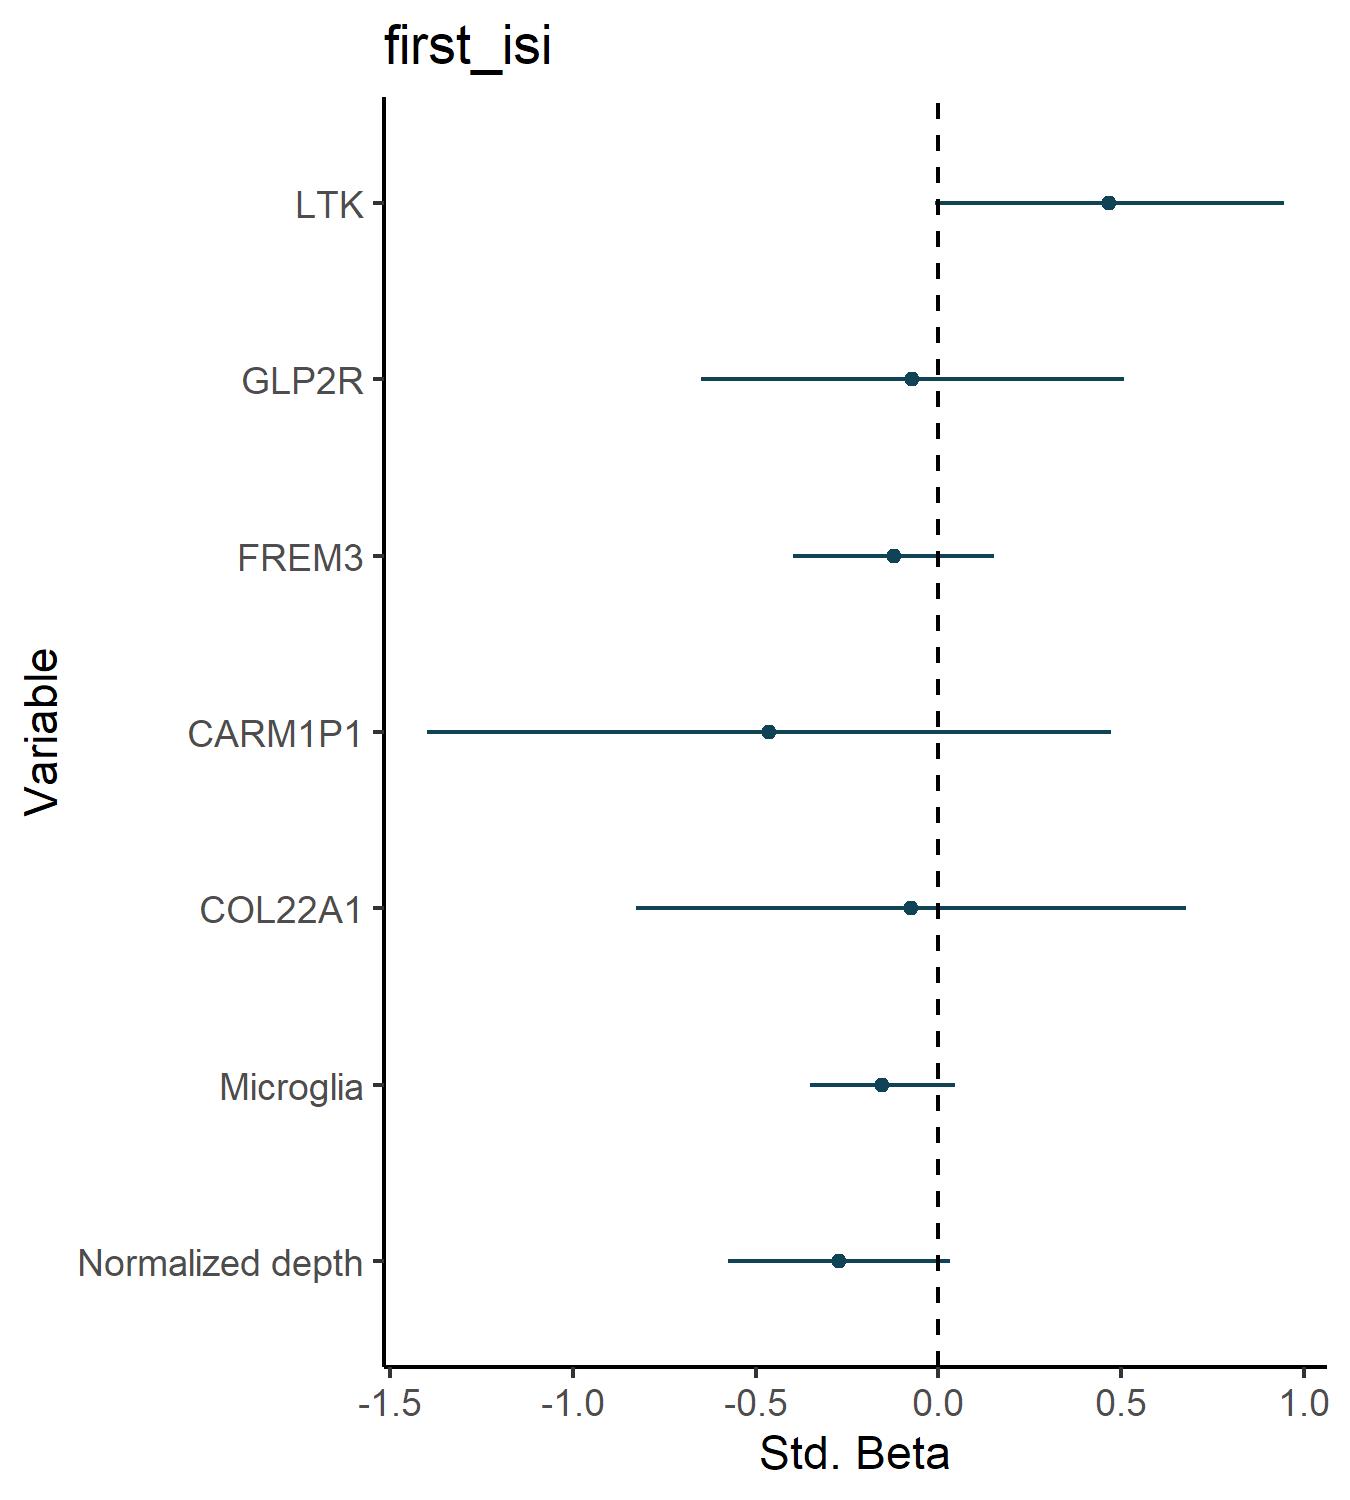 first_isi
LTK
GLP2R
FREM3
CARM1P1
COL22A1
Microglia
Normalized depth
Variable
-1.5 -1.0 -0.5 0.0 0.5 1.0
Std. Beta